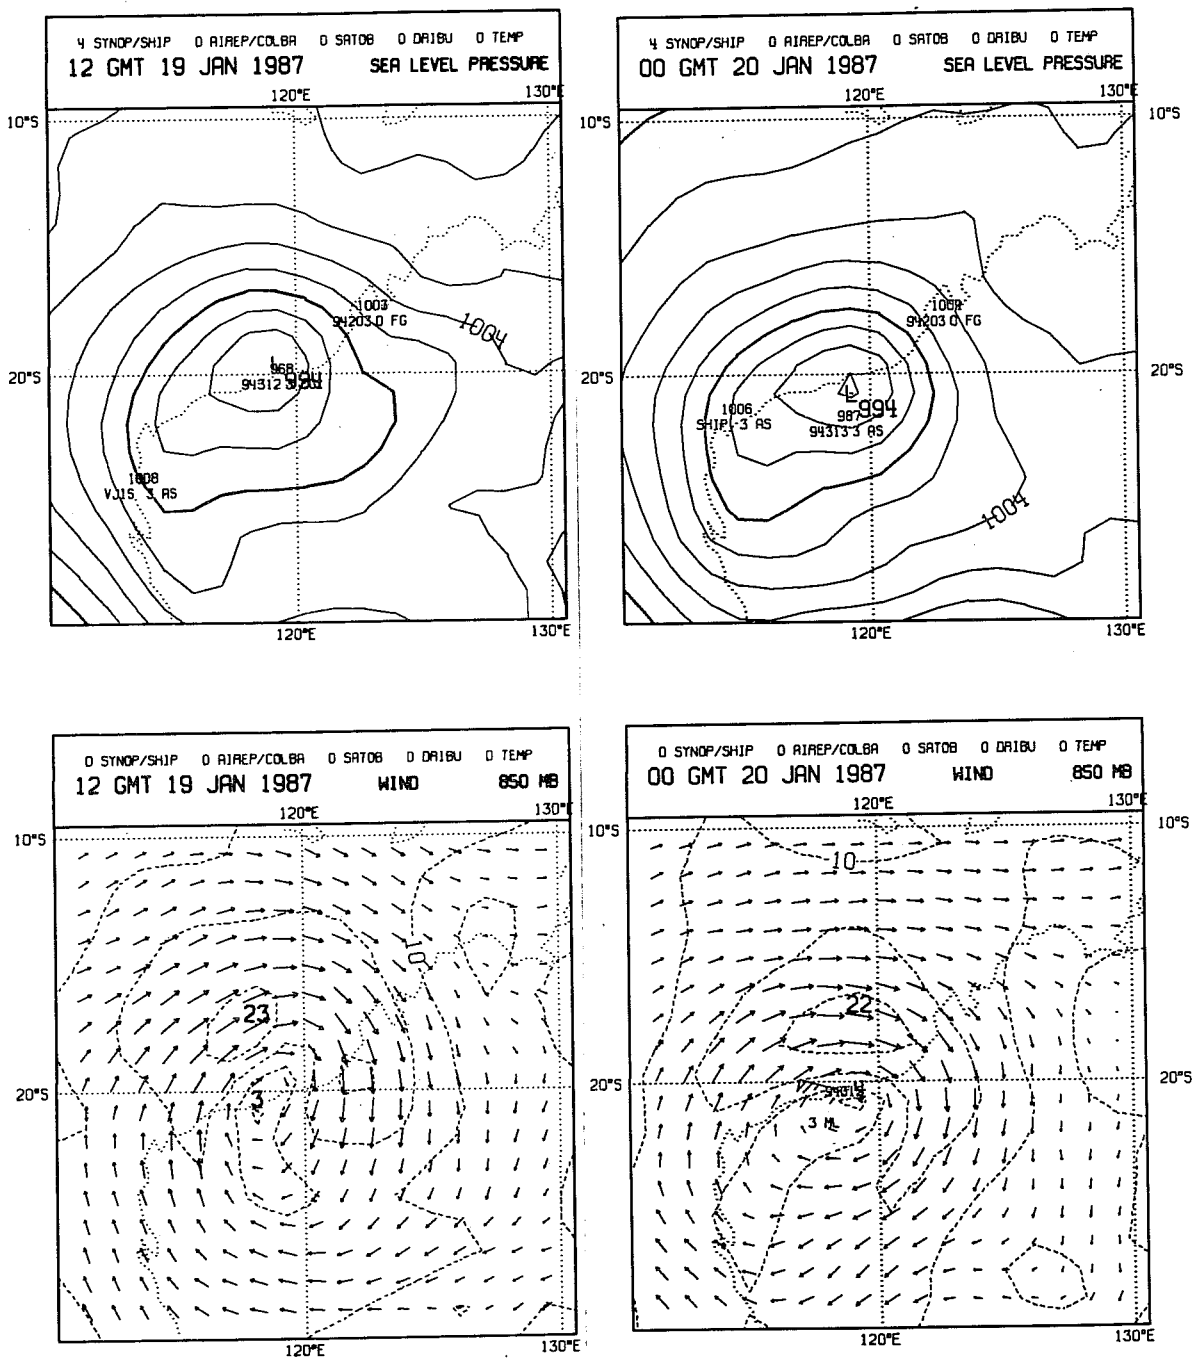 4 SYNOP/SHIP 0 AIREP/COLBA 0 SATOB 0 DRIBU 0 TEMP
12 GMT 19 JAN 1987 SEA LEVEL PRESSURE
120°E 130°E
10°S
1003
94203 0 FG
1004
968
994
94312 3
20°S
1008
VJ1S 3 AS
120°E 130°E
4 SYNOP/SHIP 0 AIREP/COLBA 0 SATOB 0 DRIBU 0 TEMP
00 GMT 20 JAN 1987 SEA LEVEL PRESSURE
120°E 130°E
10°S
94203 0 FG
20°S
L
994
1006
987
SHIP 3 AS
94313 3 AS
1004
120°E 130°E
0 SYNOP/SHIP 0 AIREP/COLBA 0 SATOB 0 DRIBU 0 TEMP
12 GMT 19 JAN 1987 WIND 850 MB
120°E 130°E
10°S
10
23
20°S
3
120°E 130°E
0 SYNOP/SHIP 0 AIREP/COLBA 0 SATOB 0 DRIBU 0 TEMP
00 GMT 20 JAN 1987 WIND 850 MB
120°E 130°E
10°S
10
22
20°S
3 ML
120°E 130°E